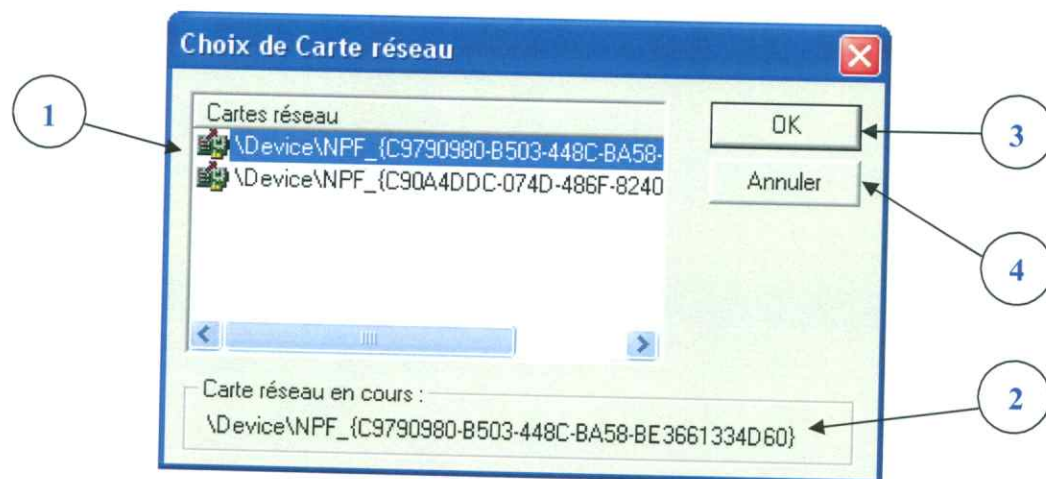 Choix de Carte réseau
1
Cartes réseau
\Device\NPF_{C9790980-B503-448C-BA58-
\Device\NPF_{C90A4DDC-074D-486F-8240
OK
3
Annuler
4
Carte réseau en cours :
\Device\NPF_{C9790980-B503-448C-BA58-BE3661334D60}
2